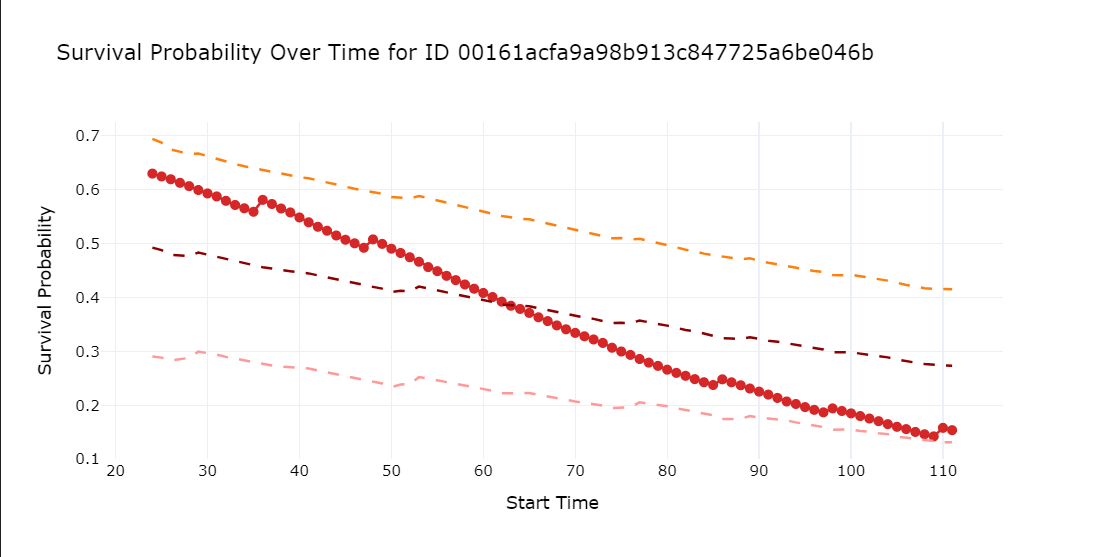 Survival Probability Over Time for ID 00161acfa9a98b913c847725a6be046b
Survival Probability
0.7
0.6
0.5
0.4
0.3
0.2
0.1
20 30 40 50 60 70 80 90 100 110
Start Time